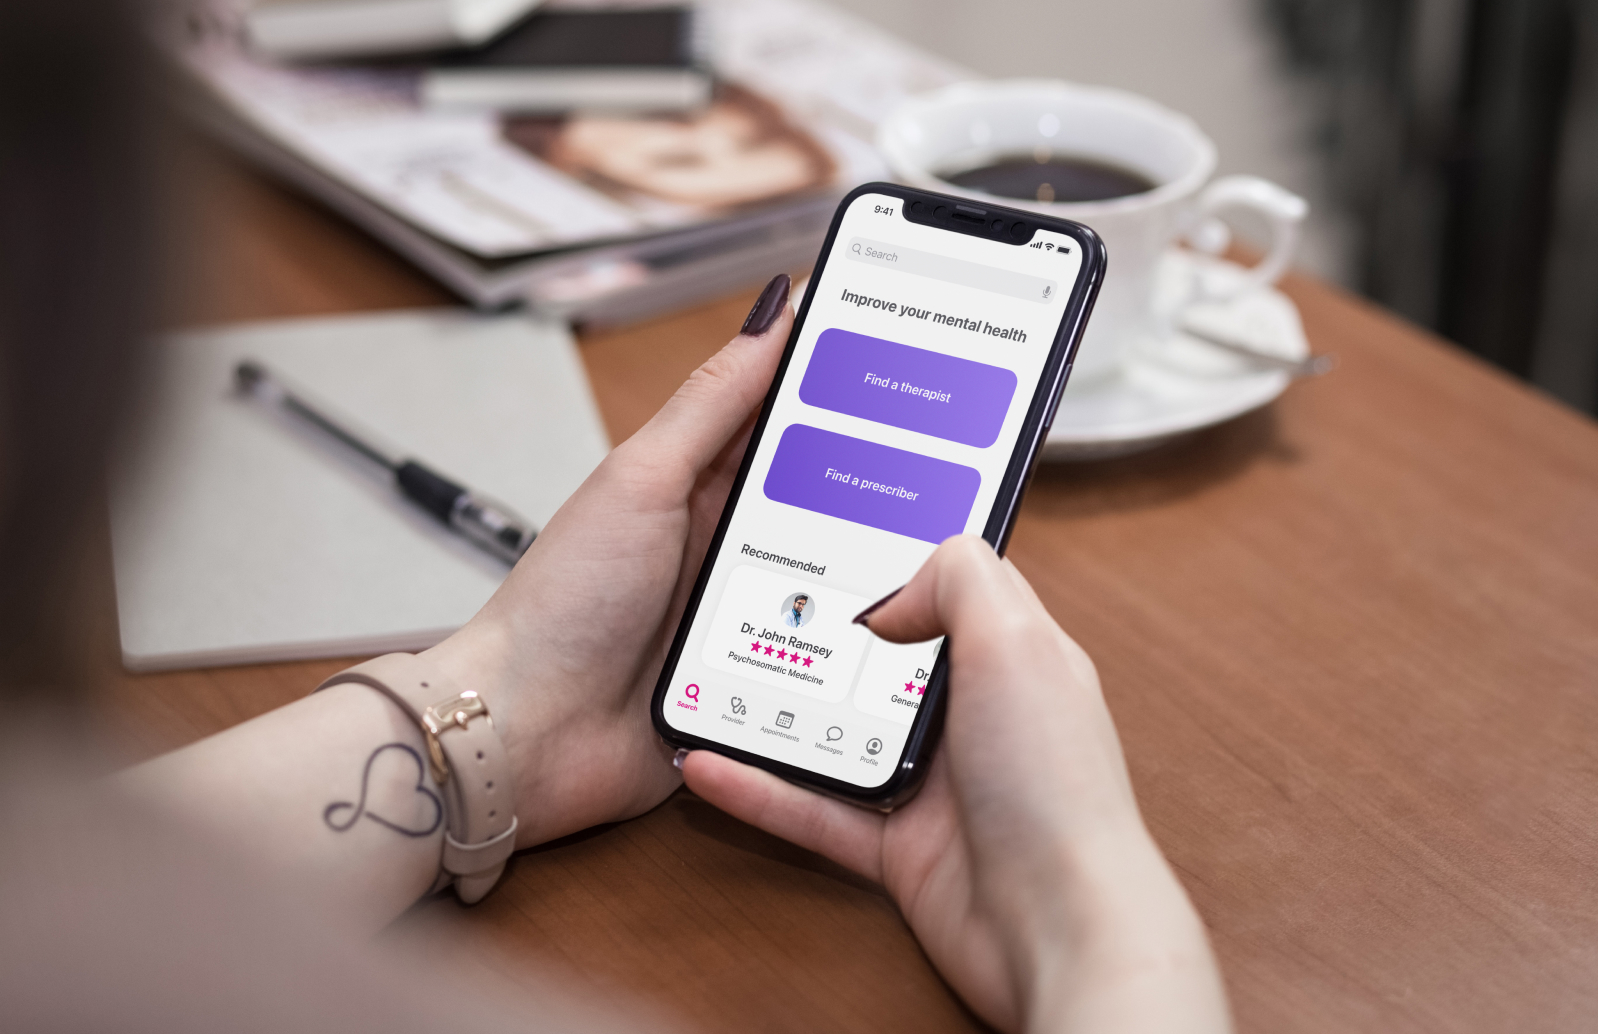 9:41
Search
Improve your mental health
Find a therapist
Find a prescriber
Recommended
Dr. John Ramsey
Psychosomatic Medicine
Dr.
Genera
Search
Provider
Appointments
Messages
Profile